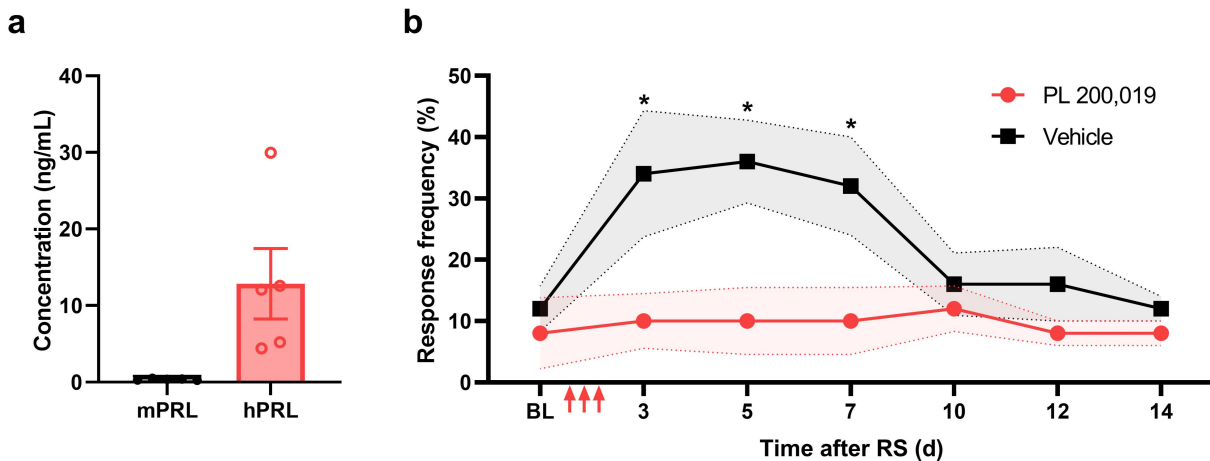 a
Concentration (ng/mL)
40
30
20
10
0
mPRL
hPRL
b
Response frequency (%)
50
40
30
20
10
0
* * *
PL 200,019
Vehicle
BL 3 5 7 10 12 14
Time after RS (d)